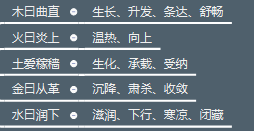 木曰曲直 生长、升发、条达、舒畅
火曰炎上 温热、向上
土爰稼穑 生化、承载、受纳
金曰从革 沉降、肃杀、收敛
水曰润下 滋润、下行、寒凉、闭藏